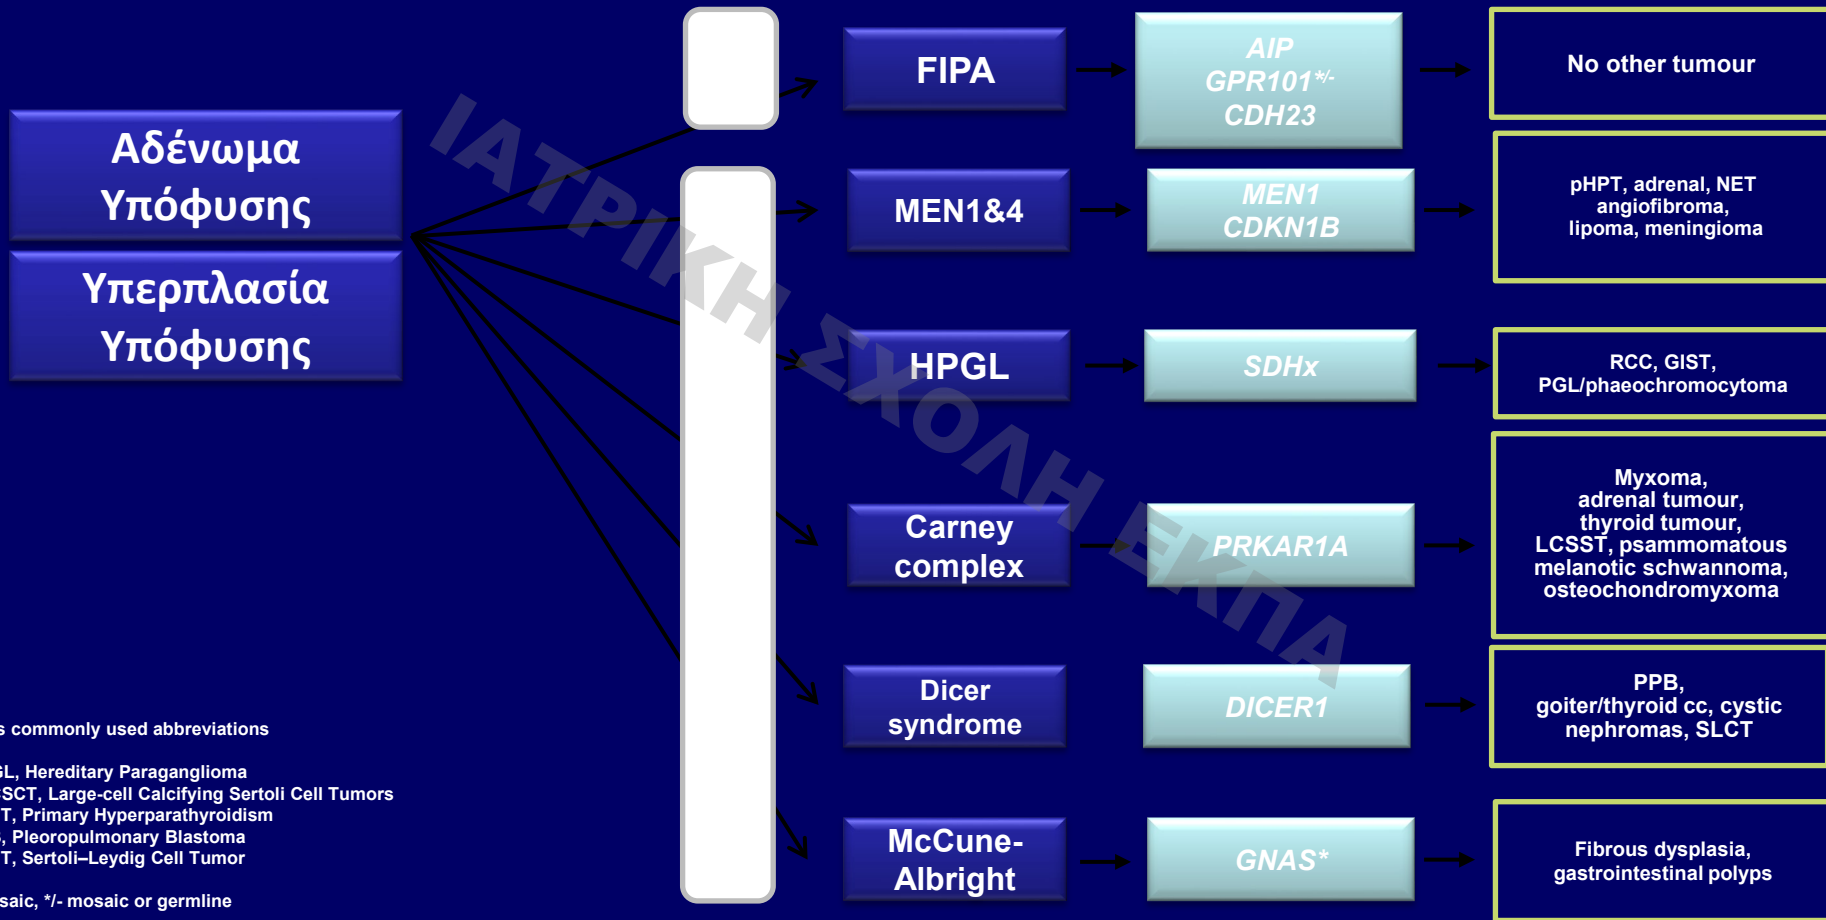 Αδένωμα
Υπόφυσης
Υπερπλασία
Υπόφυσης
FIPA
AIP
GPR101*/-
CDH23
No other tumour
MEN1&4
MEN1
CDKN1B
pHPT, adrenal, NET
angiofibroma,
lipoma, meningioma
HPGL
SDHx
RCC, GIST,
PGL/phaeochromocytoma
Carney
complex
PRKAR1A
Myxoma,
adrenal tumour,
thyroid tumour,
LCSST, psammomatous
melanotic schwannoma,
osteochondromyxoma
Dicer
syndrome
DICER1
PPB,
goiter/thyroid cc, cystic
nephromas, SLCT
McCune-
Albright
GNAS*
Fibrous dysplasia,
gastrointestinal polyps
commonly used abbreviations
Hereditary Paraganglioma
Large-cell Calcifying Sertoli Cell Tumors
Primary Hyperparathyroidism
Pleoropulmonary Blastoma
Sertoli–Leydig Cell Tumor
*/- mosaic or germline
ΙΑΤΡΙΚΗ ΣΧΟΛΗ ΕΚΠΑ